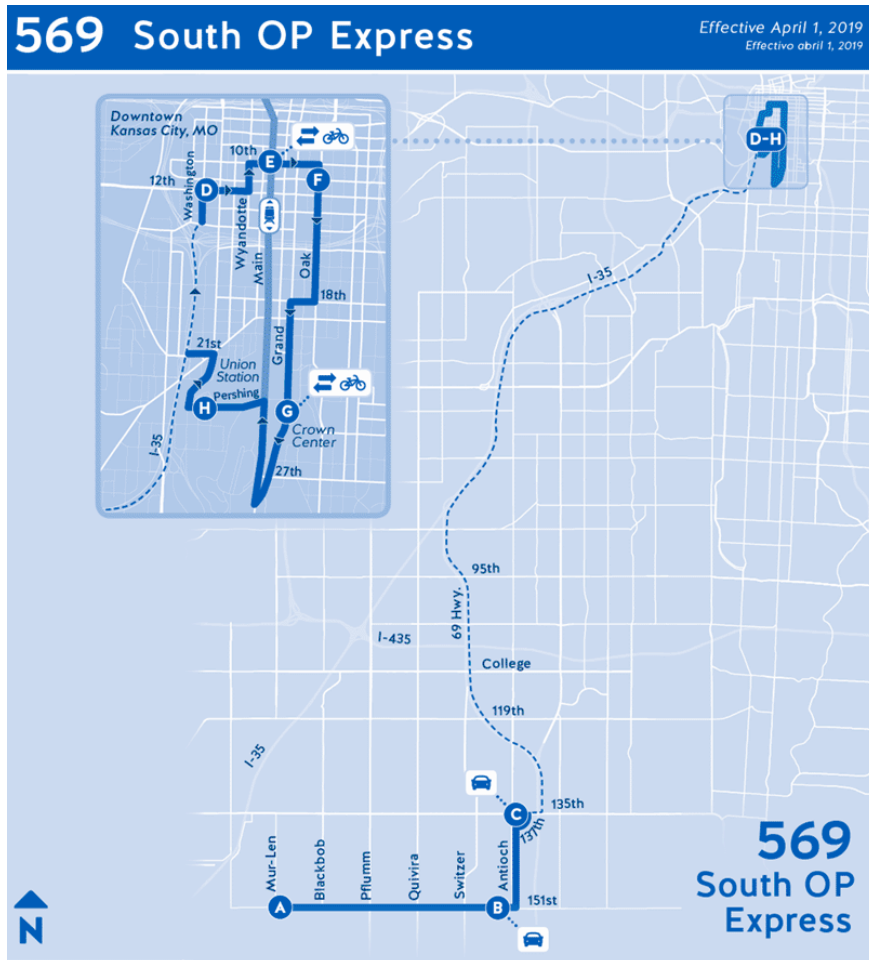 569 South OP Express
Effective April 1, 2019
Effectivo abril 1, 2019
Downtown
Kansas City, MO
10th
E
12th
Washington
D
F
Wyandotte
Main
Oak
18th
Grand
21st
Union
Station
Pershing
H
G
Crown
Center
I-35
27th
D-H
I-35
95th
69 Hwy.
I-435
College
119th
I-35
135th
C
137th
Mur-Len
Blackbob
Pflumm
Quivira
Switzer
Antioch
A
B
151st
569
South OP
Express
N